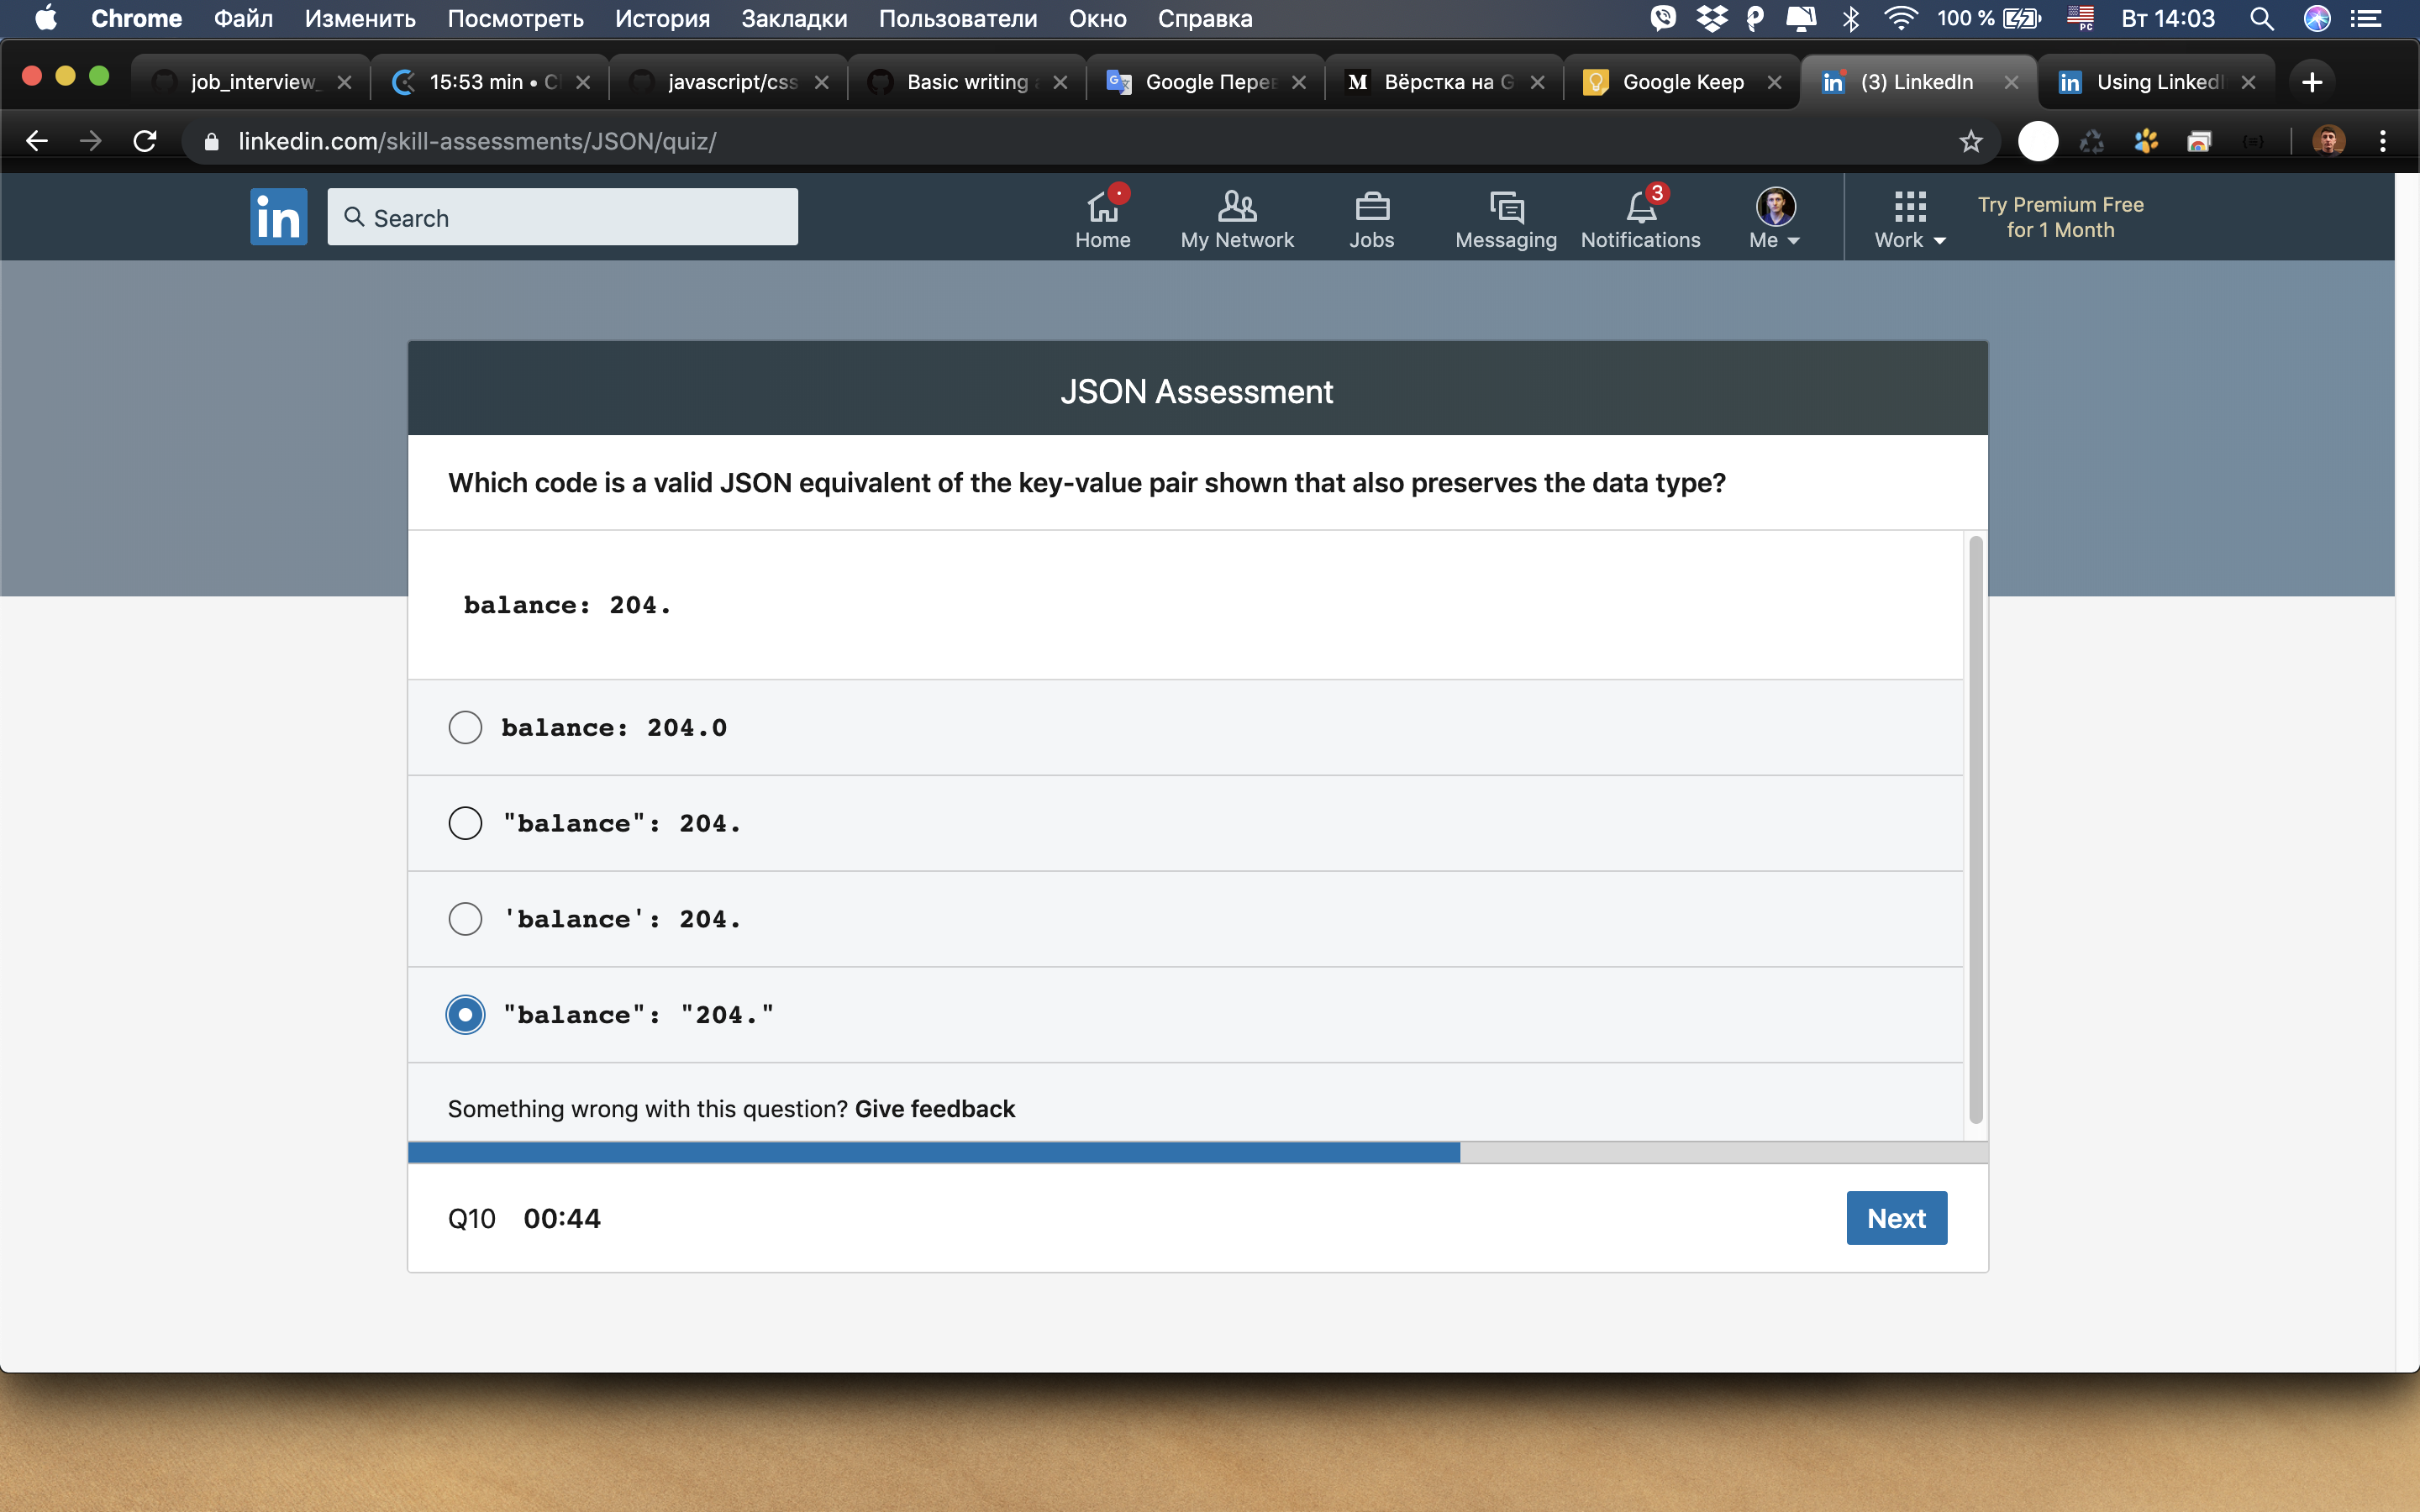 Chrome Файл Изменить Посмотреть История Закладки Пользователи Окно Справка 100 % PC Вт 14:03
job_interview_ 15:53 min • Cl javascript/css Basic writing a Google Перев M Вёрстка на G Google Keep in (3) LinkedIn in Using LinkedI
linkedin.com/skill-assessments/JSON/quiz/
in Search Home My Network Jobs Messaging 3 Notifications Me Work Try Premium Free
for 1 Month
JSON Assessment
Which code is a valid JSON equivalent of the key-value pair shown that also preserves the data type?
balance: 204.
balance: 204.0
"balance": 204.
'balance': 204.
"balance": "204."
Something wrong with this question? Give feedback
Q10 00:44 Next